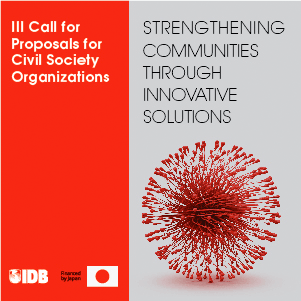 III Call for
Proposals for
Civil Society
Organizations
STRENGTHENING
COMMUNITIES
THROUGH
INNOVATIVE
SOLUTIONS
IDB
Financed
by Japan